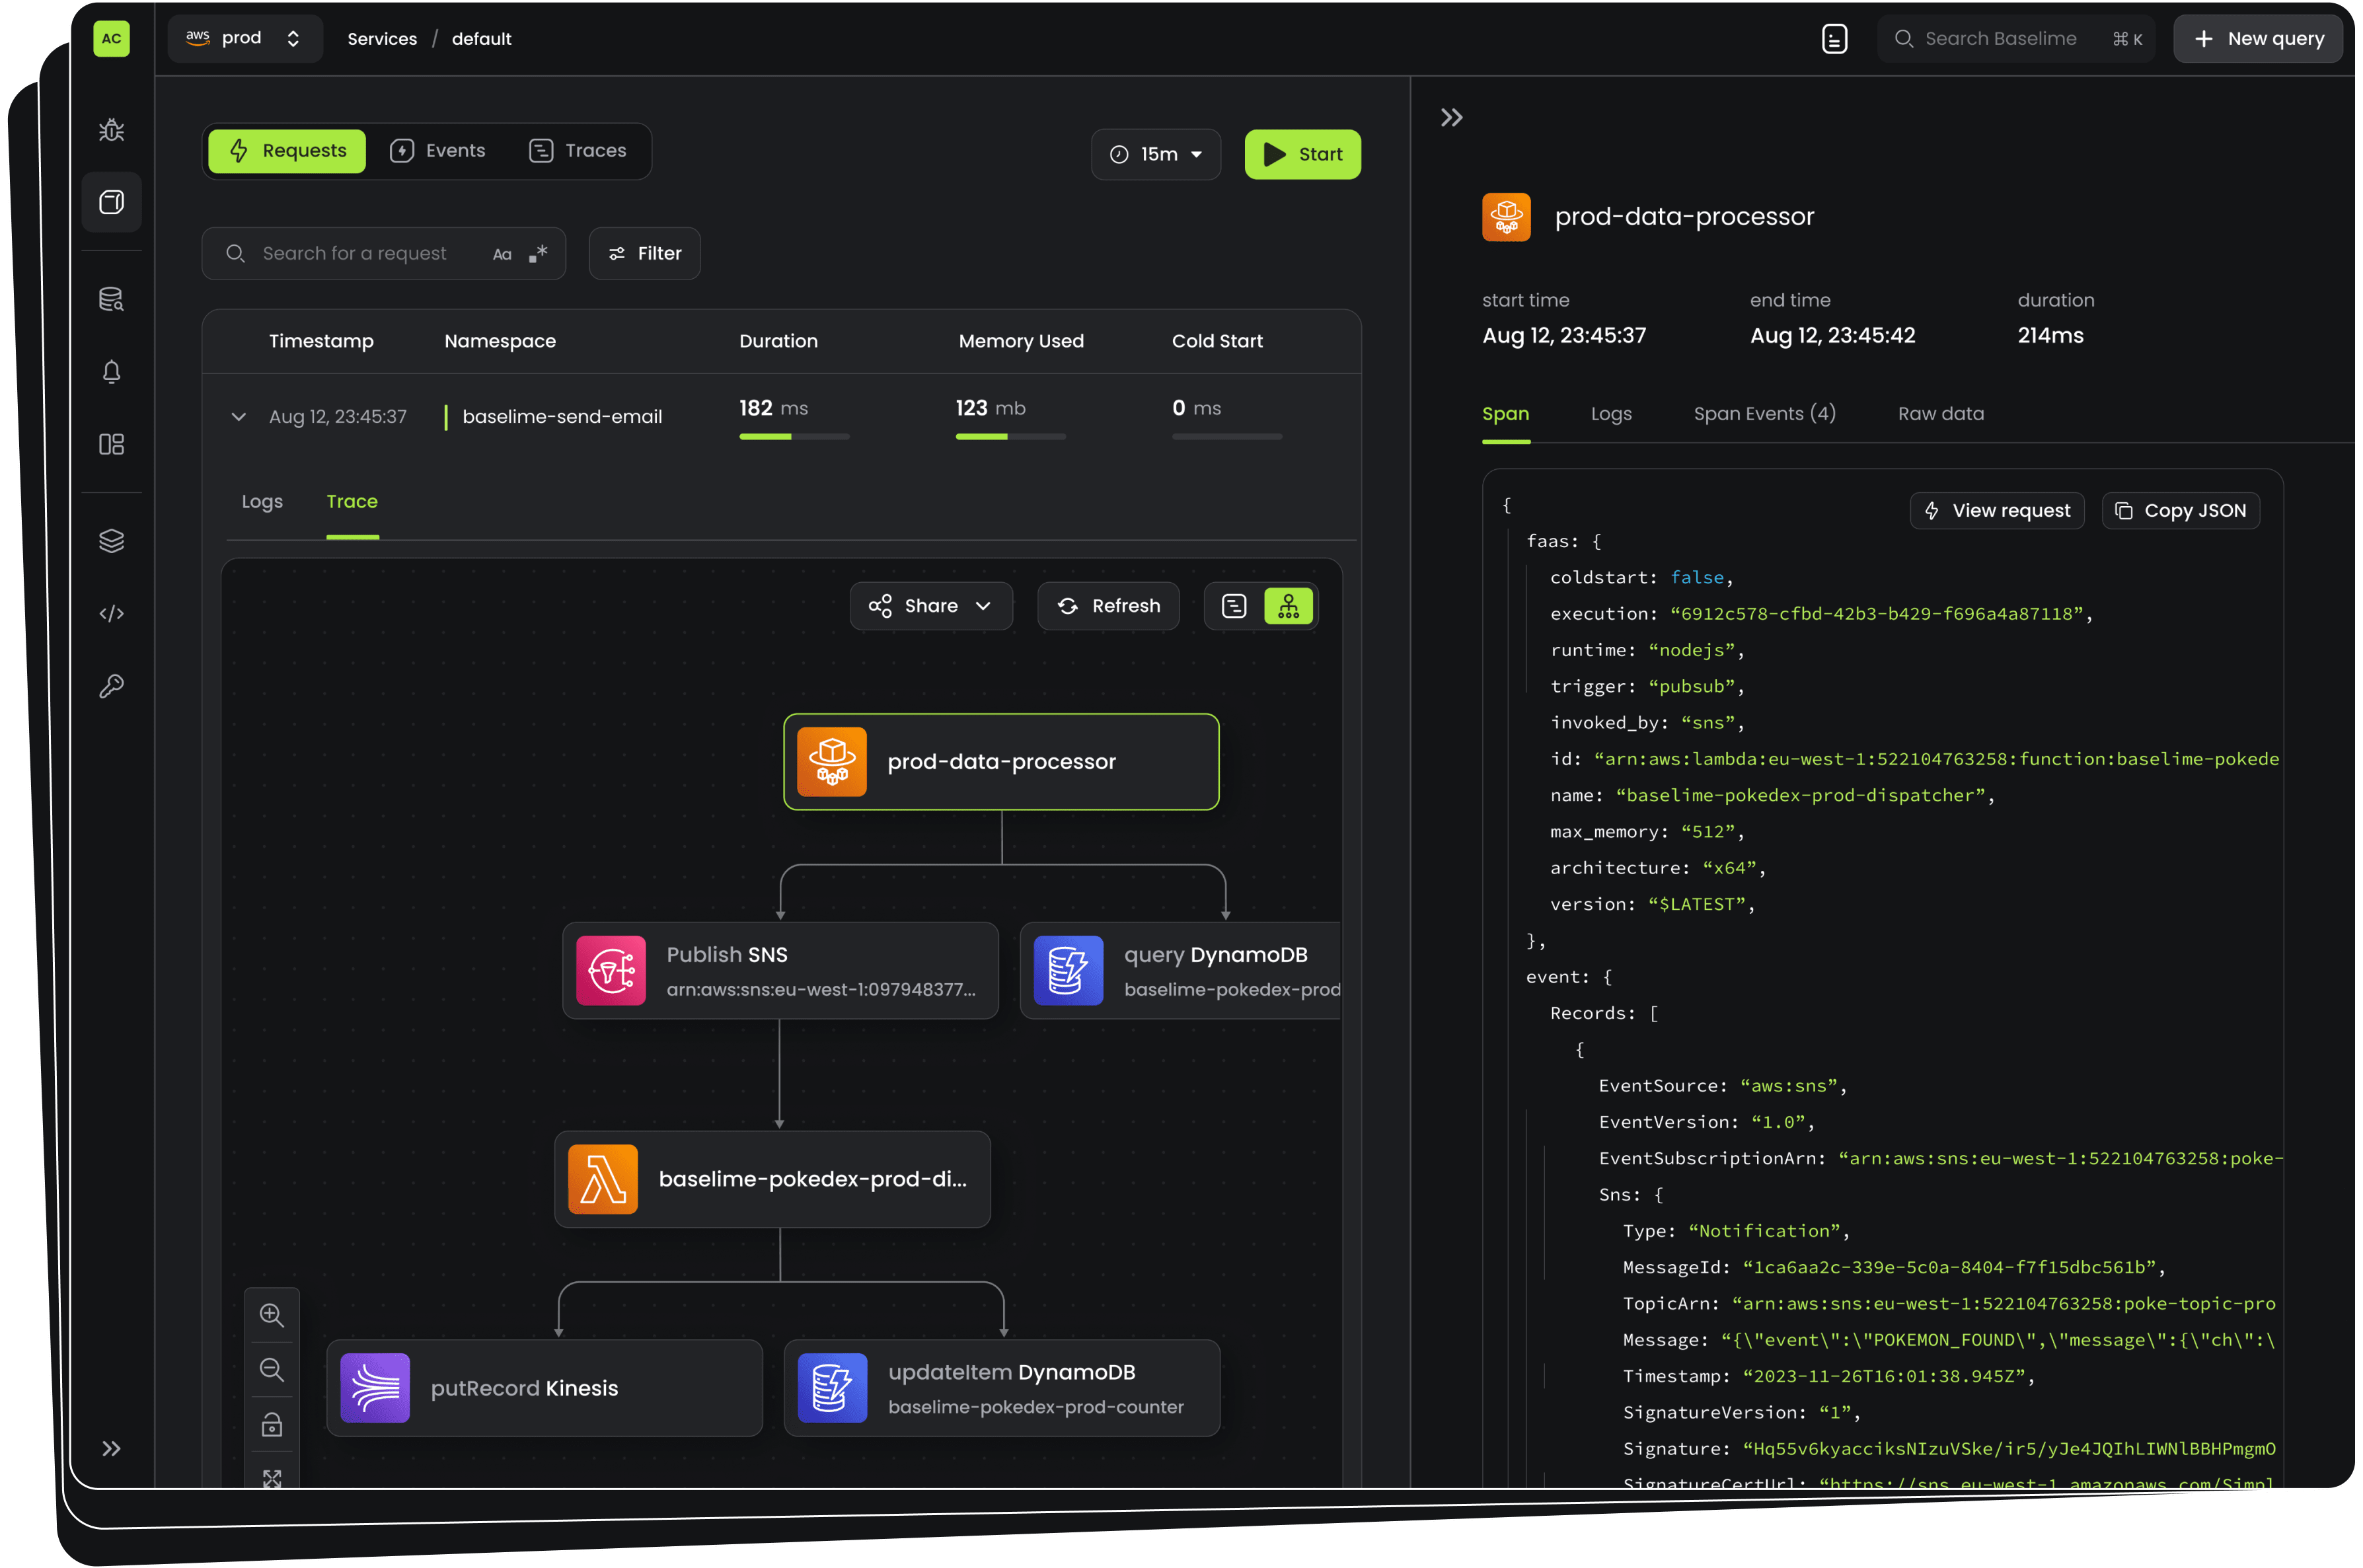 AC
aws prod
Services / default
Search Baselime ⌘ K
+ New query
Requests Events Traces
15m
Start
Search for a request Aa .*
Filter
Timestamp Namespace Duration Memory Used Cold Start
Aug 12, 23:45:37 baselime-send-email 182 ms 123 mb 0 ms
Logs Trace
Share Refresh
prod-data-processor
Publish SNS
arn:aws:sns:eu-west-1:097948377...
query DynamoDB
baselime-pokedex-prod
baselime-pokedex-prod-di...
putRecord Kinesis
updateItem DynamoDB
baselime-pokedex-prod-counter
prod-data-processor
start time end time duration
Aug 12, 23:45:37 Aug 12, 23:45:42 214ms
Span Logs Span Events (4) Raw data
View request Copy JSON
{
faas: {
coldstart: false,
execution: “6912c578-cfbd-42b3-b429-f696a4a87118”,
runtime: “nodejs”,
trigger: “pubsub”,
invoked_by: “sns”,
id: “arn:aws:lambda:eu-west-1:522104763258:function:baselime-pokede
name: “baselime-pokedex-prod-dispatcher”,
max_memory: “512”,
architecture: “x64”,
version: “$LATEST”,
},
event: {
Records: [
{
EventSource: “aws:sns”,
EventVersion: “1.0”,
EventSubscriptionArn: “arn:aws:sns:eu-west-1:522104763258:poke-
Sns: {
Type: “Notification”,
MessageId: “1ca6aa2c-339e-5c0a-8404-f7f15dbc561b”,
TopicArn: “arn:aws:sns:eu-west-1:522104763258:poke-topic-pro
Message: “{\"event\":\"POKEMON_FOUND\",\"message\":{\"ch\":\
Timestamp: “2023-11-26T16:01:38.945Z”,
SignatureVersion: “1”,
Signature: “Hq55v6kyacciksNIzuVSke/ir5/yJe4JQIhLIWNlBBHPmgmO
SignatureCertUrl: “https://sns.eu-west-1.amazonaws.com/Simpl